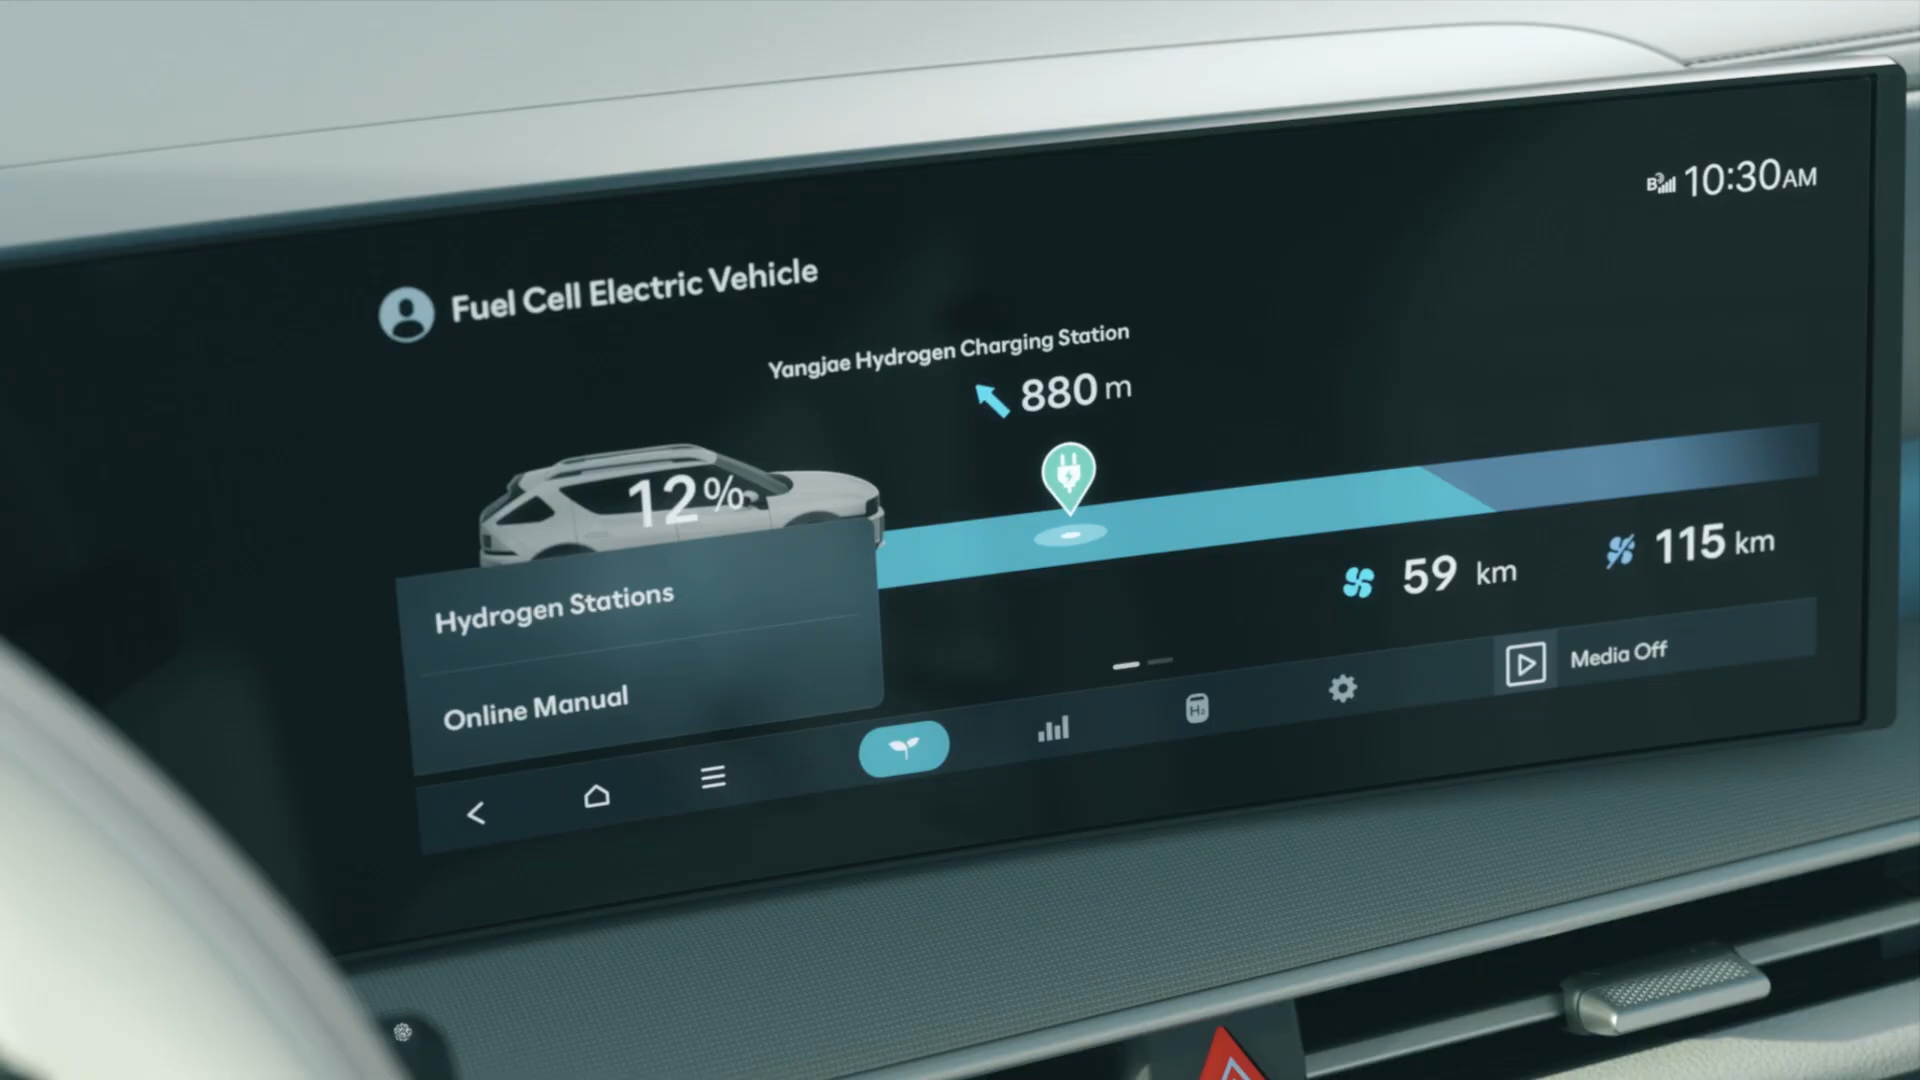 10:30AM
Fuel Cell Electric Vehicle
Yangjae Hydrogen Charging Station
880 m
12%
59 km
115 km
Hydrogen Stations
Media Off
Online Manual
H₂